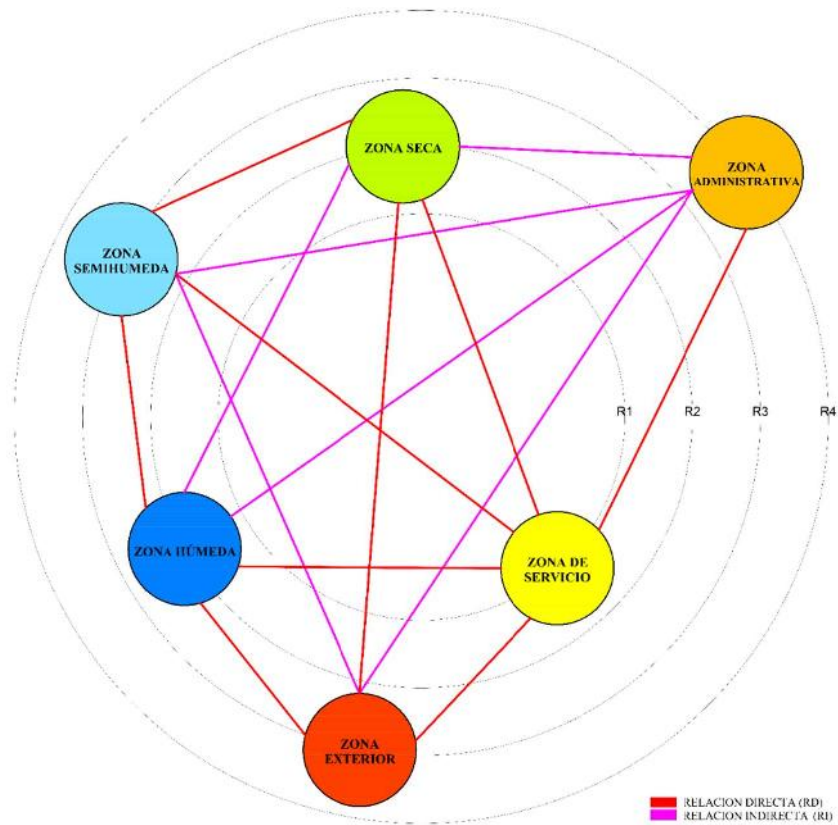 ZONA SECA
ZONA
ADMINISTRATIVA
ZONA
SEMIHUMEDA
R1
R2
R3
R4
ZONA HÚMEDA
ZONA DE
SERVICIO
ZONA
EXTERIOR
RELACION DIRECTA (RD)
RELACION INDIRECTA (RI)